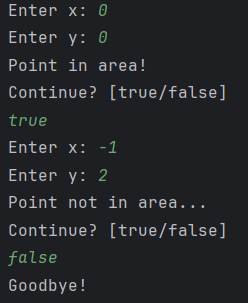 Enter x: 0
Enter y: 0
Point in area!
Continue? [true/false]
true
Enter x: -1
Enter y: 2
Point not in area...
Continue? [true/false]
false
Goodbye!